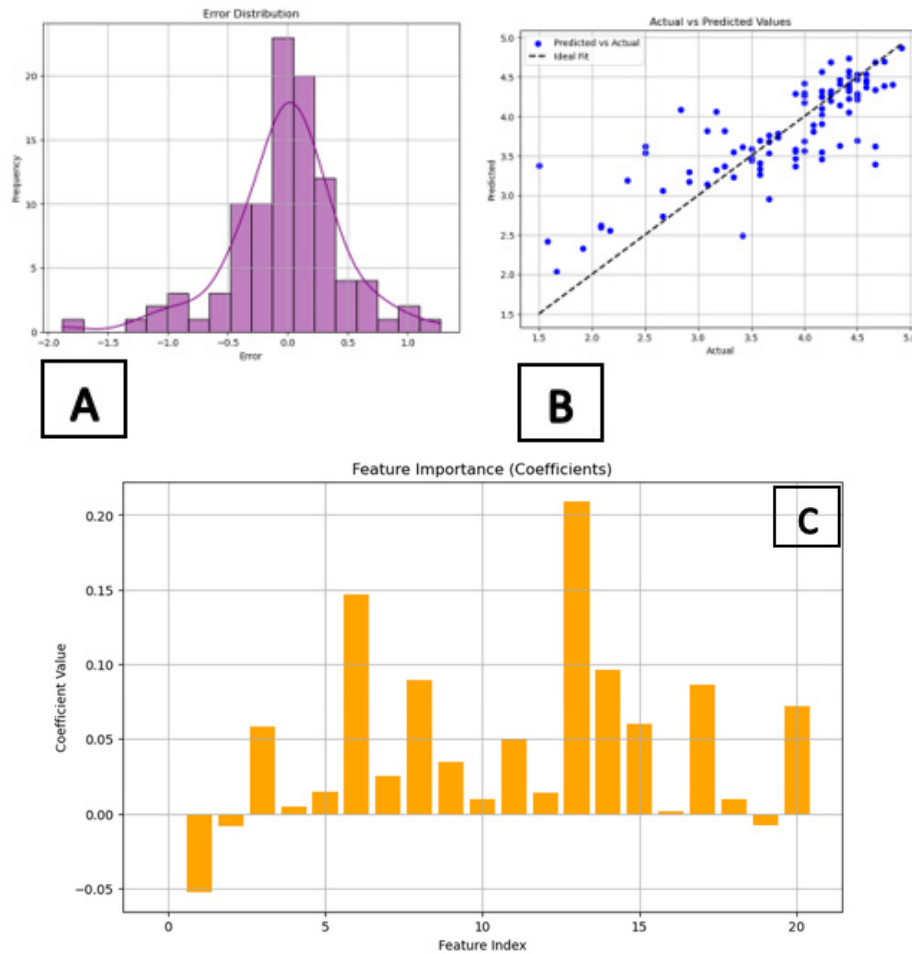 Error Distribution
Frequency
20
15
10
5
0
−2.0 −1.5 −1.0 −0.5 0.0 0.5 1.0
Error
A
Actual vs Predicted Values
Predicted vs Actual
Ideal Fit
Predicted
5.0
4.5
4.0
3.5
3.0
2.5
2.0
1.5
1.5 2.0 2.5 3.0 3.5 4.0 4.5 5.0
Actual
B
Feature Importance (Coefficients)
C
Coefficient Value
0.20
0.15
0.10
0.05
0.00
−0.05
0 5 10 15 20
Feature Index